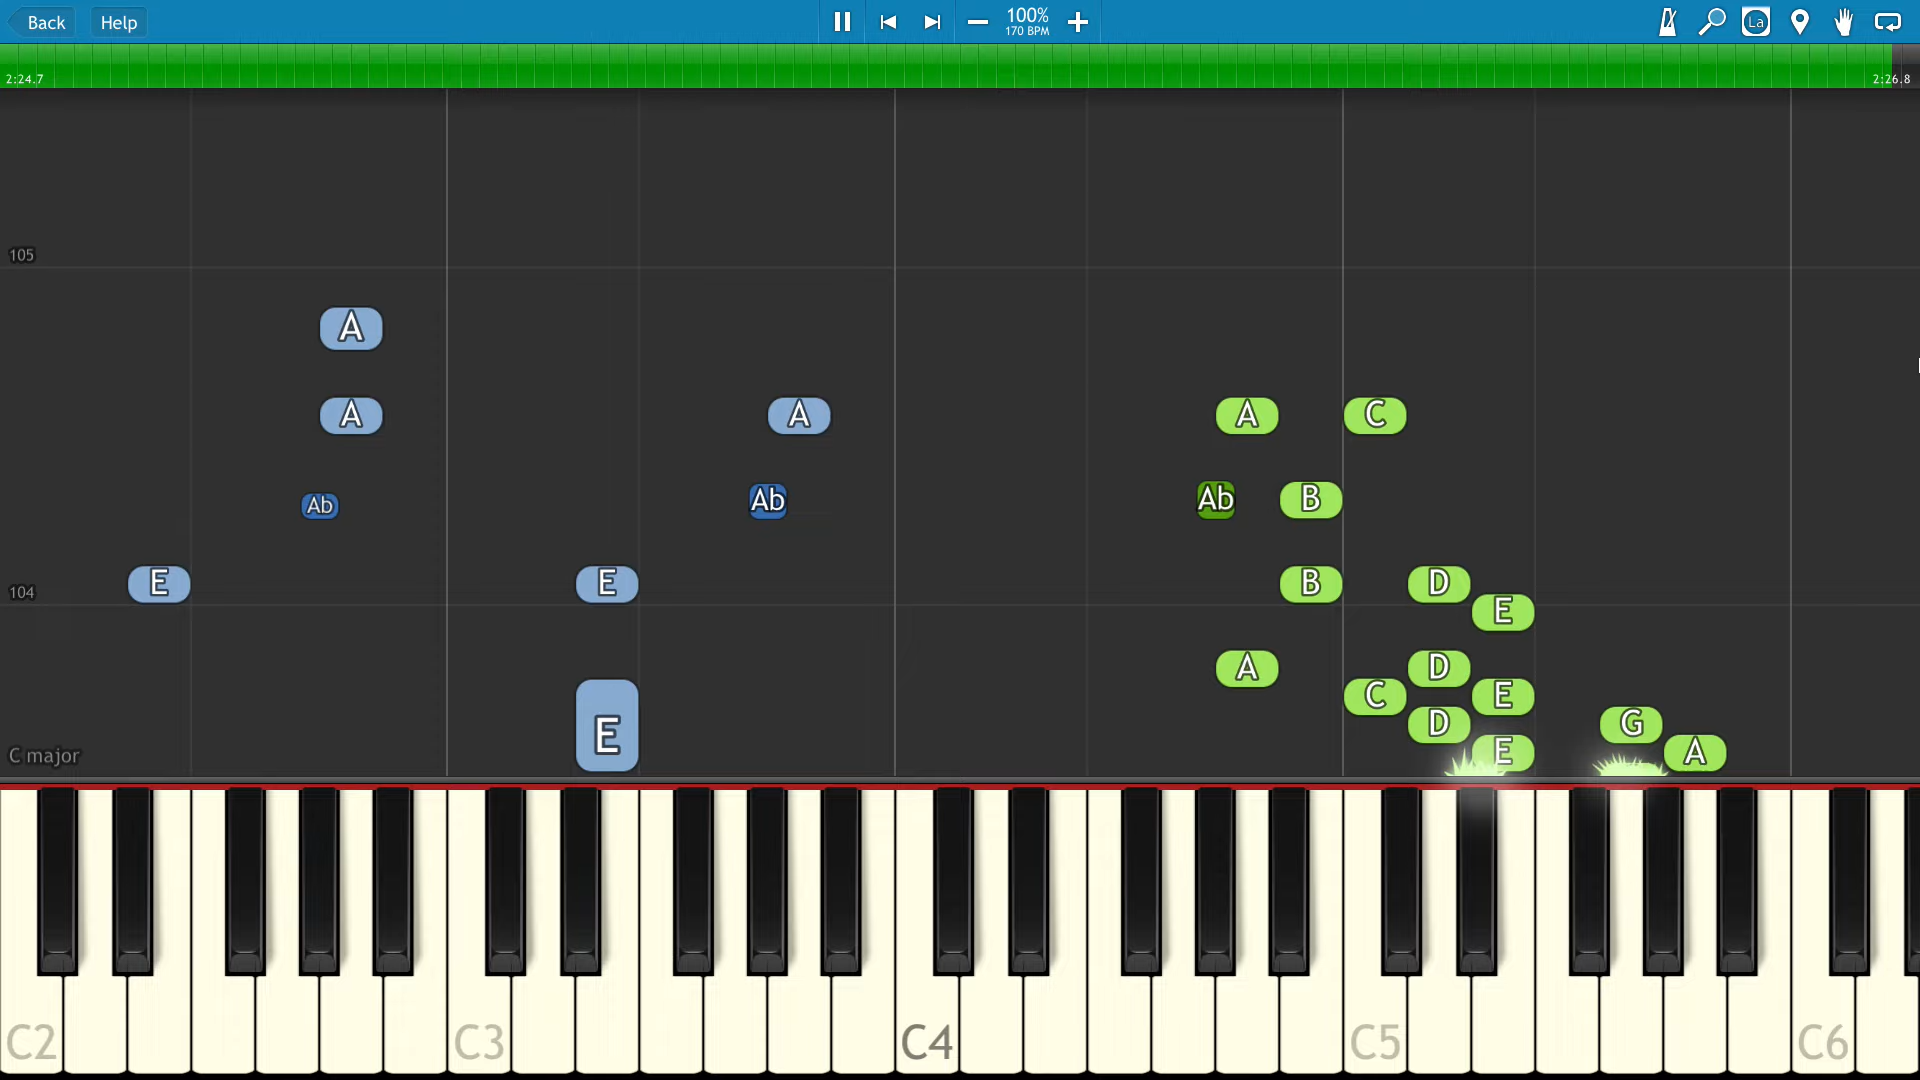 Back Help 100% La
170 BPM
2:24.7 2:26.8
105
A
A A A C
Ab Ab Ab B
E E B D
104
E
A D
C E
E D G
C major E A
C2 C3 C4 C5 C6